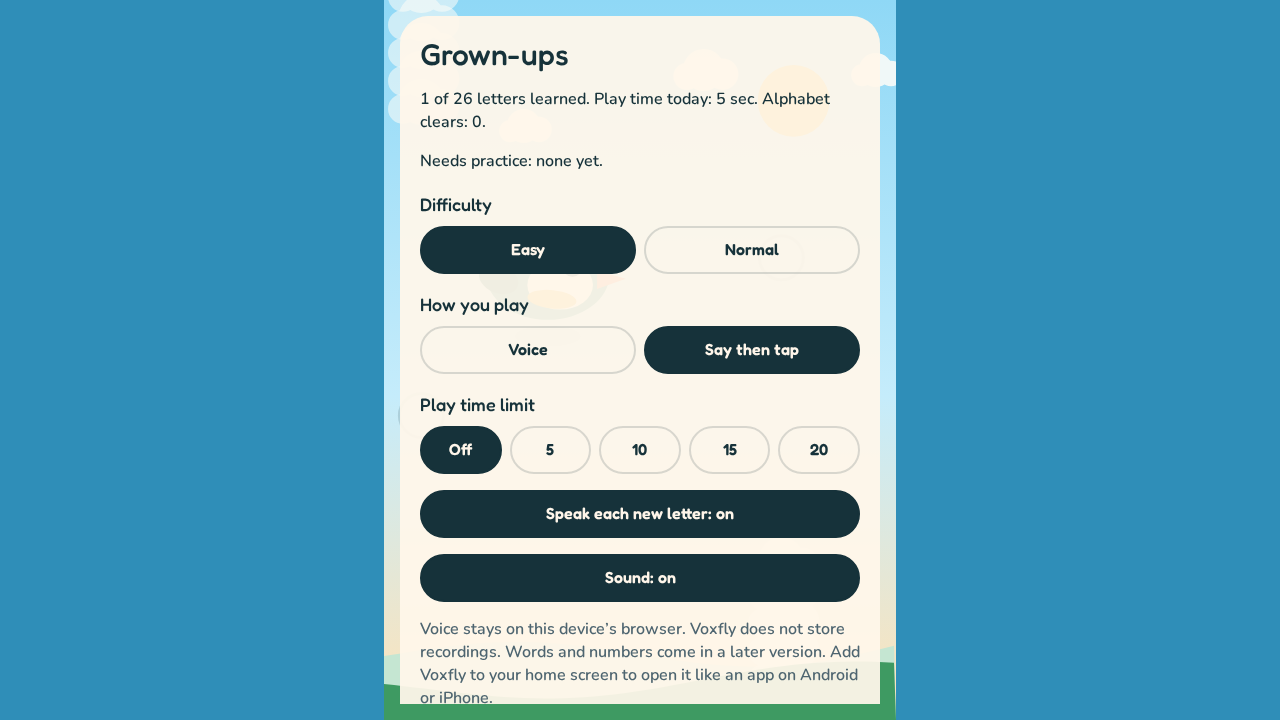 Grown-ups
1 of 26 letters learned. Play time today: 5 sec. Alphabet
clears: 0.
Needs practice: none yet.
Difficulty
Easy
Normal
How you play
Voice
Say then tap
Play time limit
Off
5
10
15
20
Speak each new letter: on
Sound: on
Voice stays on this device’s browser. Voxfly does not store
recordings. Words and numbers come in a later version. Add
Voxfly to your home screen to open it like an app on Android
or iPhone.